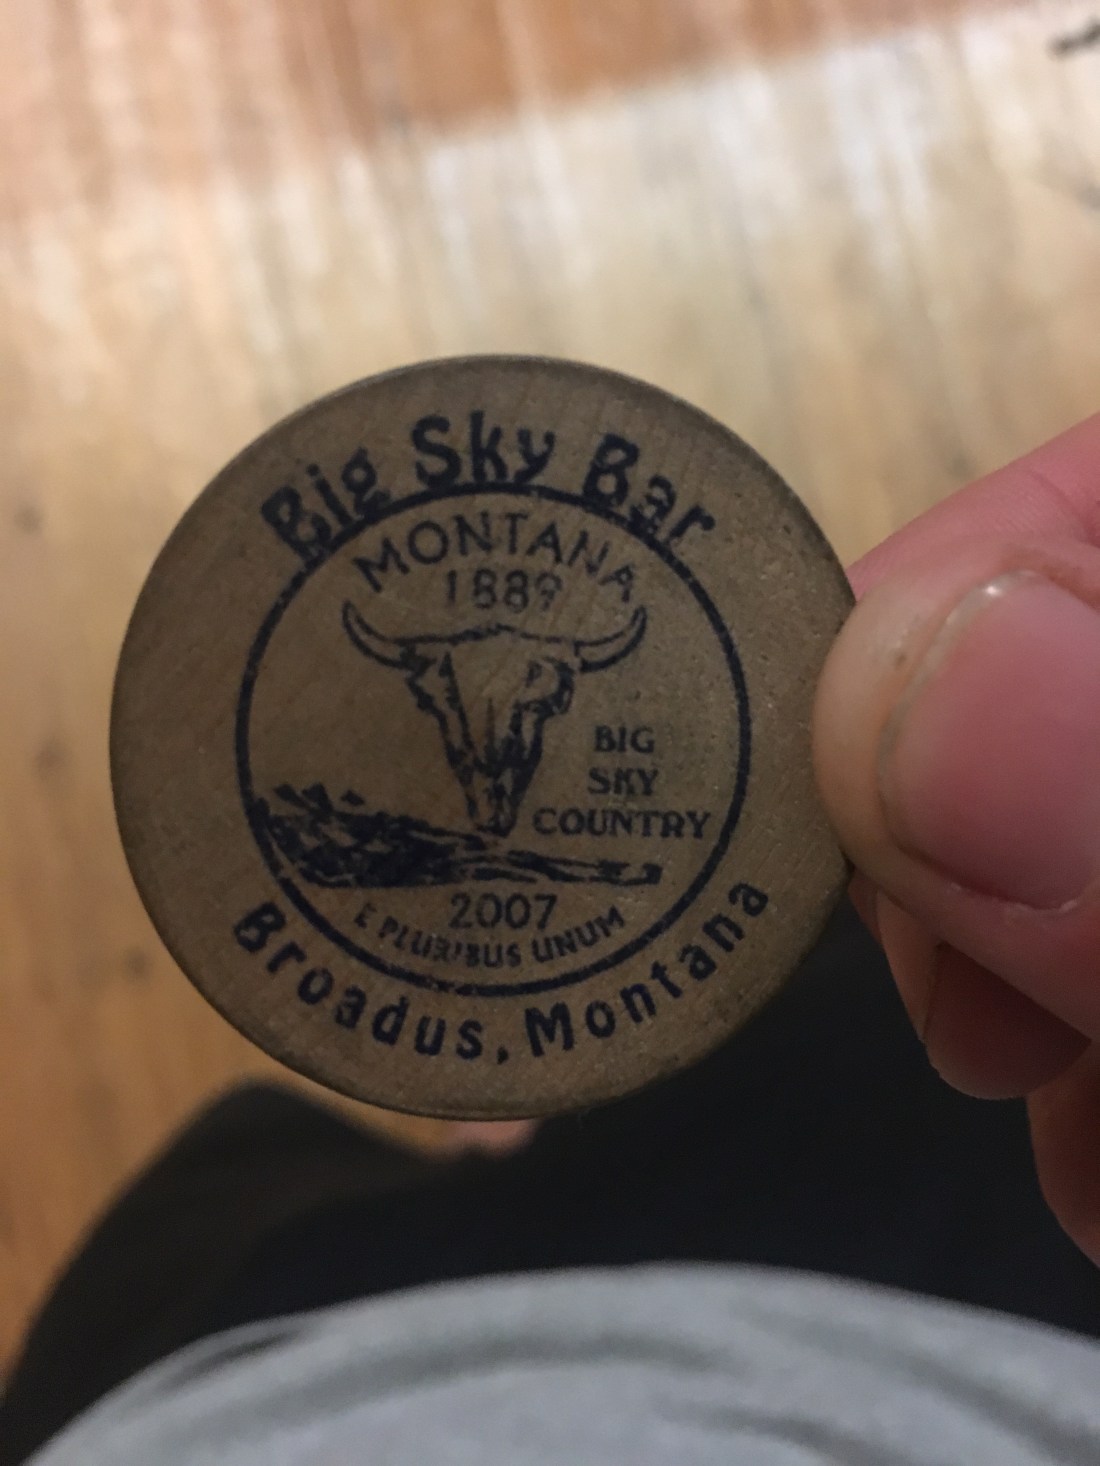 Big Sky Bar
MONTANA
1889
BIG
SKY
COUNTRY
2007
E PLURIBUS UNUM
Broadus, Montana